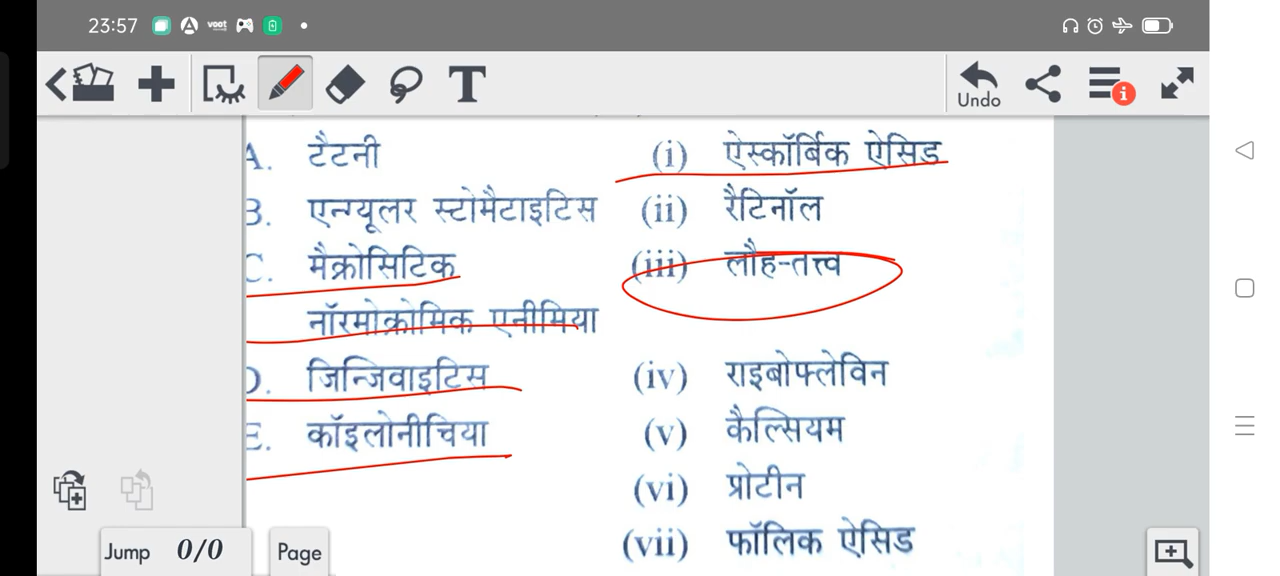 23:57 voot
T Undo i
A. टैटनी (i) ऐस्कॉर्बिक ऐसिड
B. एन्ग्यूलर स्टोमैटाइटिस (ii) रैटिनॉल
C. मैक्रोसिटिक (iii) लौह-तत्त्व
नॉरमोक्रोमिक एनीमिया
D. जिन्जिवाइटिस (iv) राइबोफ्लेविन
E. कॉइलोनीचिया (v) कैल्सियम
(vi) प्रोटीन
Jump 0/0 Page (vii) फॉलिक ऐसिड